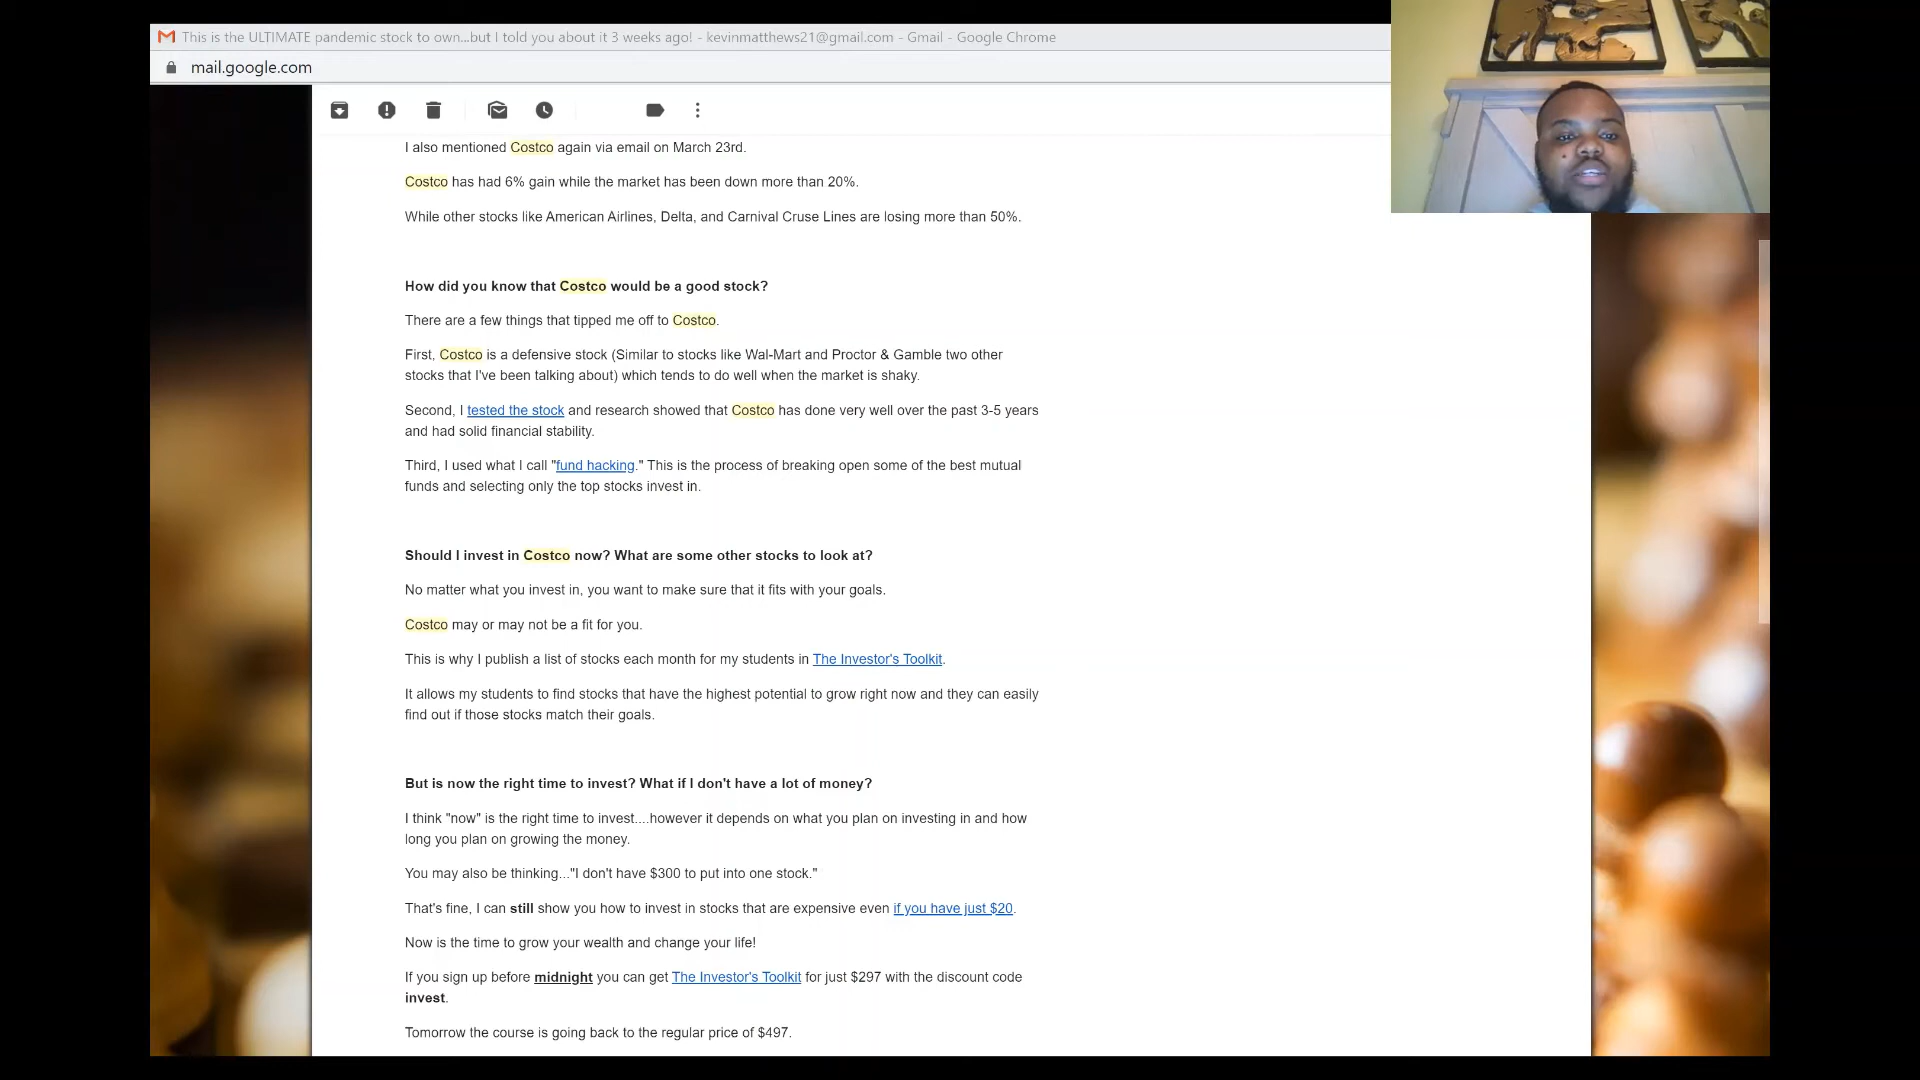 This is the ULTIMATE pandemic stock to own...but I told you about it 3 weeks ago! - kevinmatthews21@gmail.com - Gmail - Google Chrome
mail.google.com
I also mentioned Costco again via email on March 23rd.
Costco has had 6% gain while the market has been down more than 20%.
While other stocks like American Airlines, Delta, and Carnival Cruse Lines are losing more than 50%.
How did you know that Costco would be a good stock?
There are a few things that tipped me off to Costco.
First, Costco is a defensive stock (Similar to stocks like Wal-Mart and Proctor & Gamble two other
stocks that I've been talking about) which tends to do well when the market is shaky.
Second, I tested the stock and research showed that Costco has done very well over the past 3-5 years
and had solid financial stability.
Third, I used what I call "fund hacking." This is the process of breaking open some of the best mutual
funds and selecting only the top stocks invest in.
Should I invest in Costco now? What are some other stocks to look at?
No matter what you invest in, you want to make sure that it fits with your goals.
Costco may or may not be a fit for you.
This is why I publish a list of stocks each month for my students in The Investor's Toolkit.
It allows my students to find stocks that have the highest potential to grow right now and they can easily
find out if those stocks match their goals.
But is now the right time to invest? What if I don't have a lot of money?
I think "now" is the right time to invest....however it depends on what you plan on investing in and how
long you plan on growing the money.
You may also be thinking..."I don't have $300 to put into one stock."
That's fine, I can still show you how to invest in stocks that are expensive even if you have just $20.
Now is the time to grow your wealth and change your life!
If you sign up before midnight you can get The Investor's Toolkit for just $297 with the discount code
invest.
Tomorrow the course is going back to the regular price of $497.